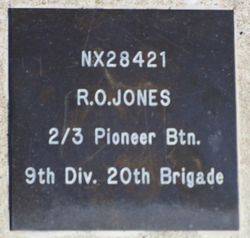 NX28421
R.O.JONES
2/3 Pioneer Btn.
9th Div. 20th Brigade